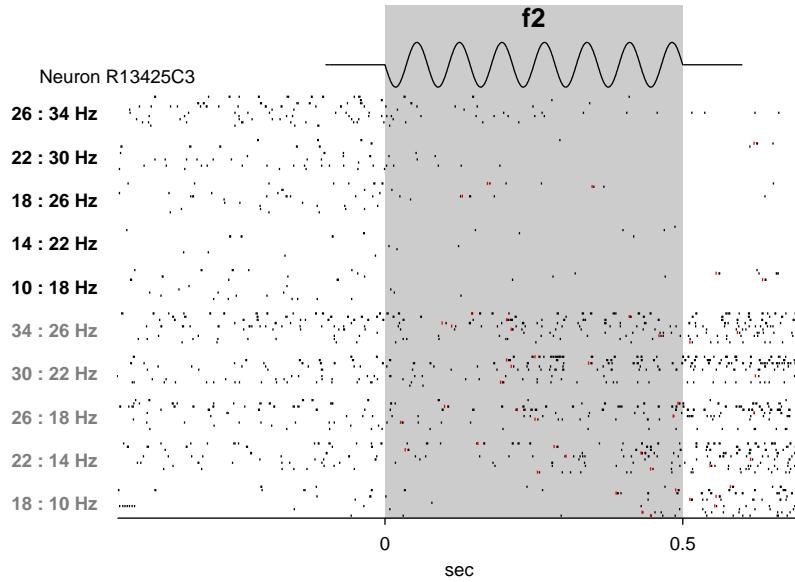 f2
Neuron R13425C3
26 : 34 Hz
22 : 30 Hz
18 : 26 Hz
14 : 22 Hz
10 : 18 Hz
34 : 26 Hz
30 : 22 Hz
26 : 18 Hz
22 : 14 Hz
18 : 10 Hz
0 0.5
sec